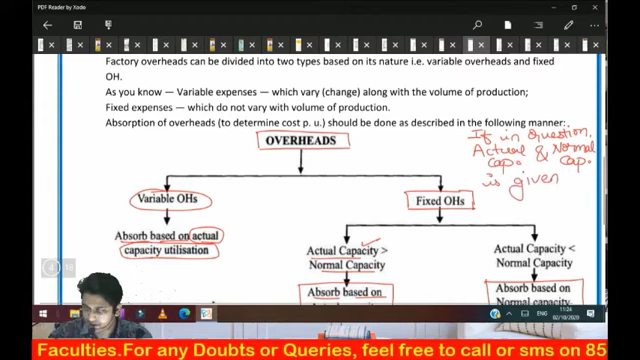 PDF Reader by Xodo
Factory overheads can be divided into two types based on its nature i.e. variable overheads and fixed
OH.
As you know — Variable expenses — which vary (change) along with the volume of production;
Fixed expenses — which do not vary with volume of production.
Absorption of overheads (to determine cost p. u.) should be done as described in the following manner:
If in question,
Actual & Normal
Cap. Cap.
is given
OVERHEADS
Variable OHs
Fixed OHs
Absorb based on actual
capacity utilisation
Actual Capacity >
Normal Capacity
Actual Capacity <
Normal Capacity
Absorb based on
Absorb based on
Normal capacity
11:24
02/10/2020
Faculties.For any Doubts or Queries, feel free to call or sms on 85